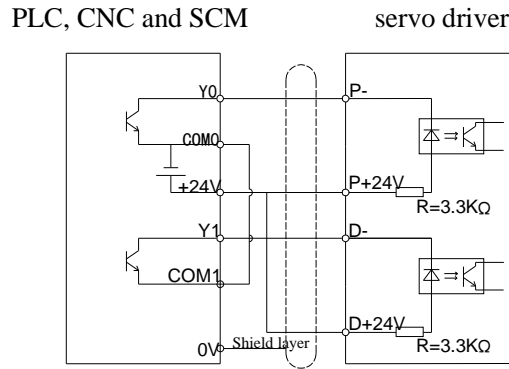 PLC, CNC and SCM servo driver
Y0 P-
COM0
+24V P+24V
R=3.3KΩ
Y1 D-
COM1
D+24V
0V Shield layer R=3.3KΩ